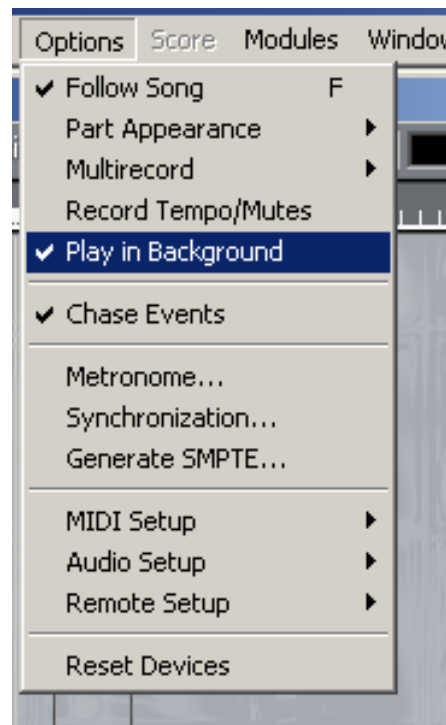 Options Score Modules Window
Follow Song F
Part Appearance
Multirecord
Record Tempo/Mutes
Play in Background
Chase Events
Metronome...
Synchronization...
Generate SMPTE...
MIDI Setup
Audio Setup
Remote Setup
Reset Devices